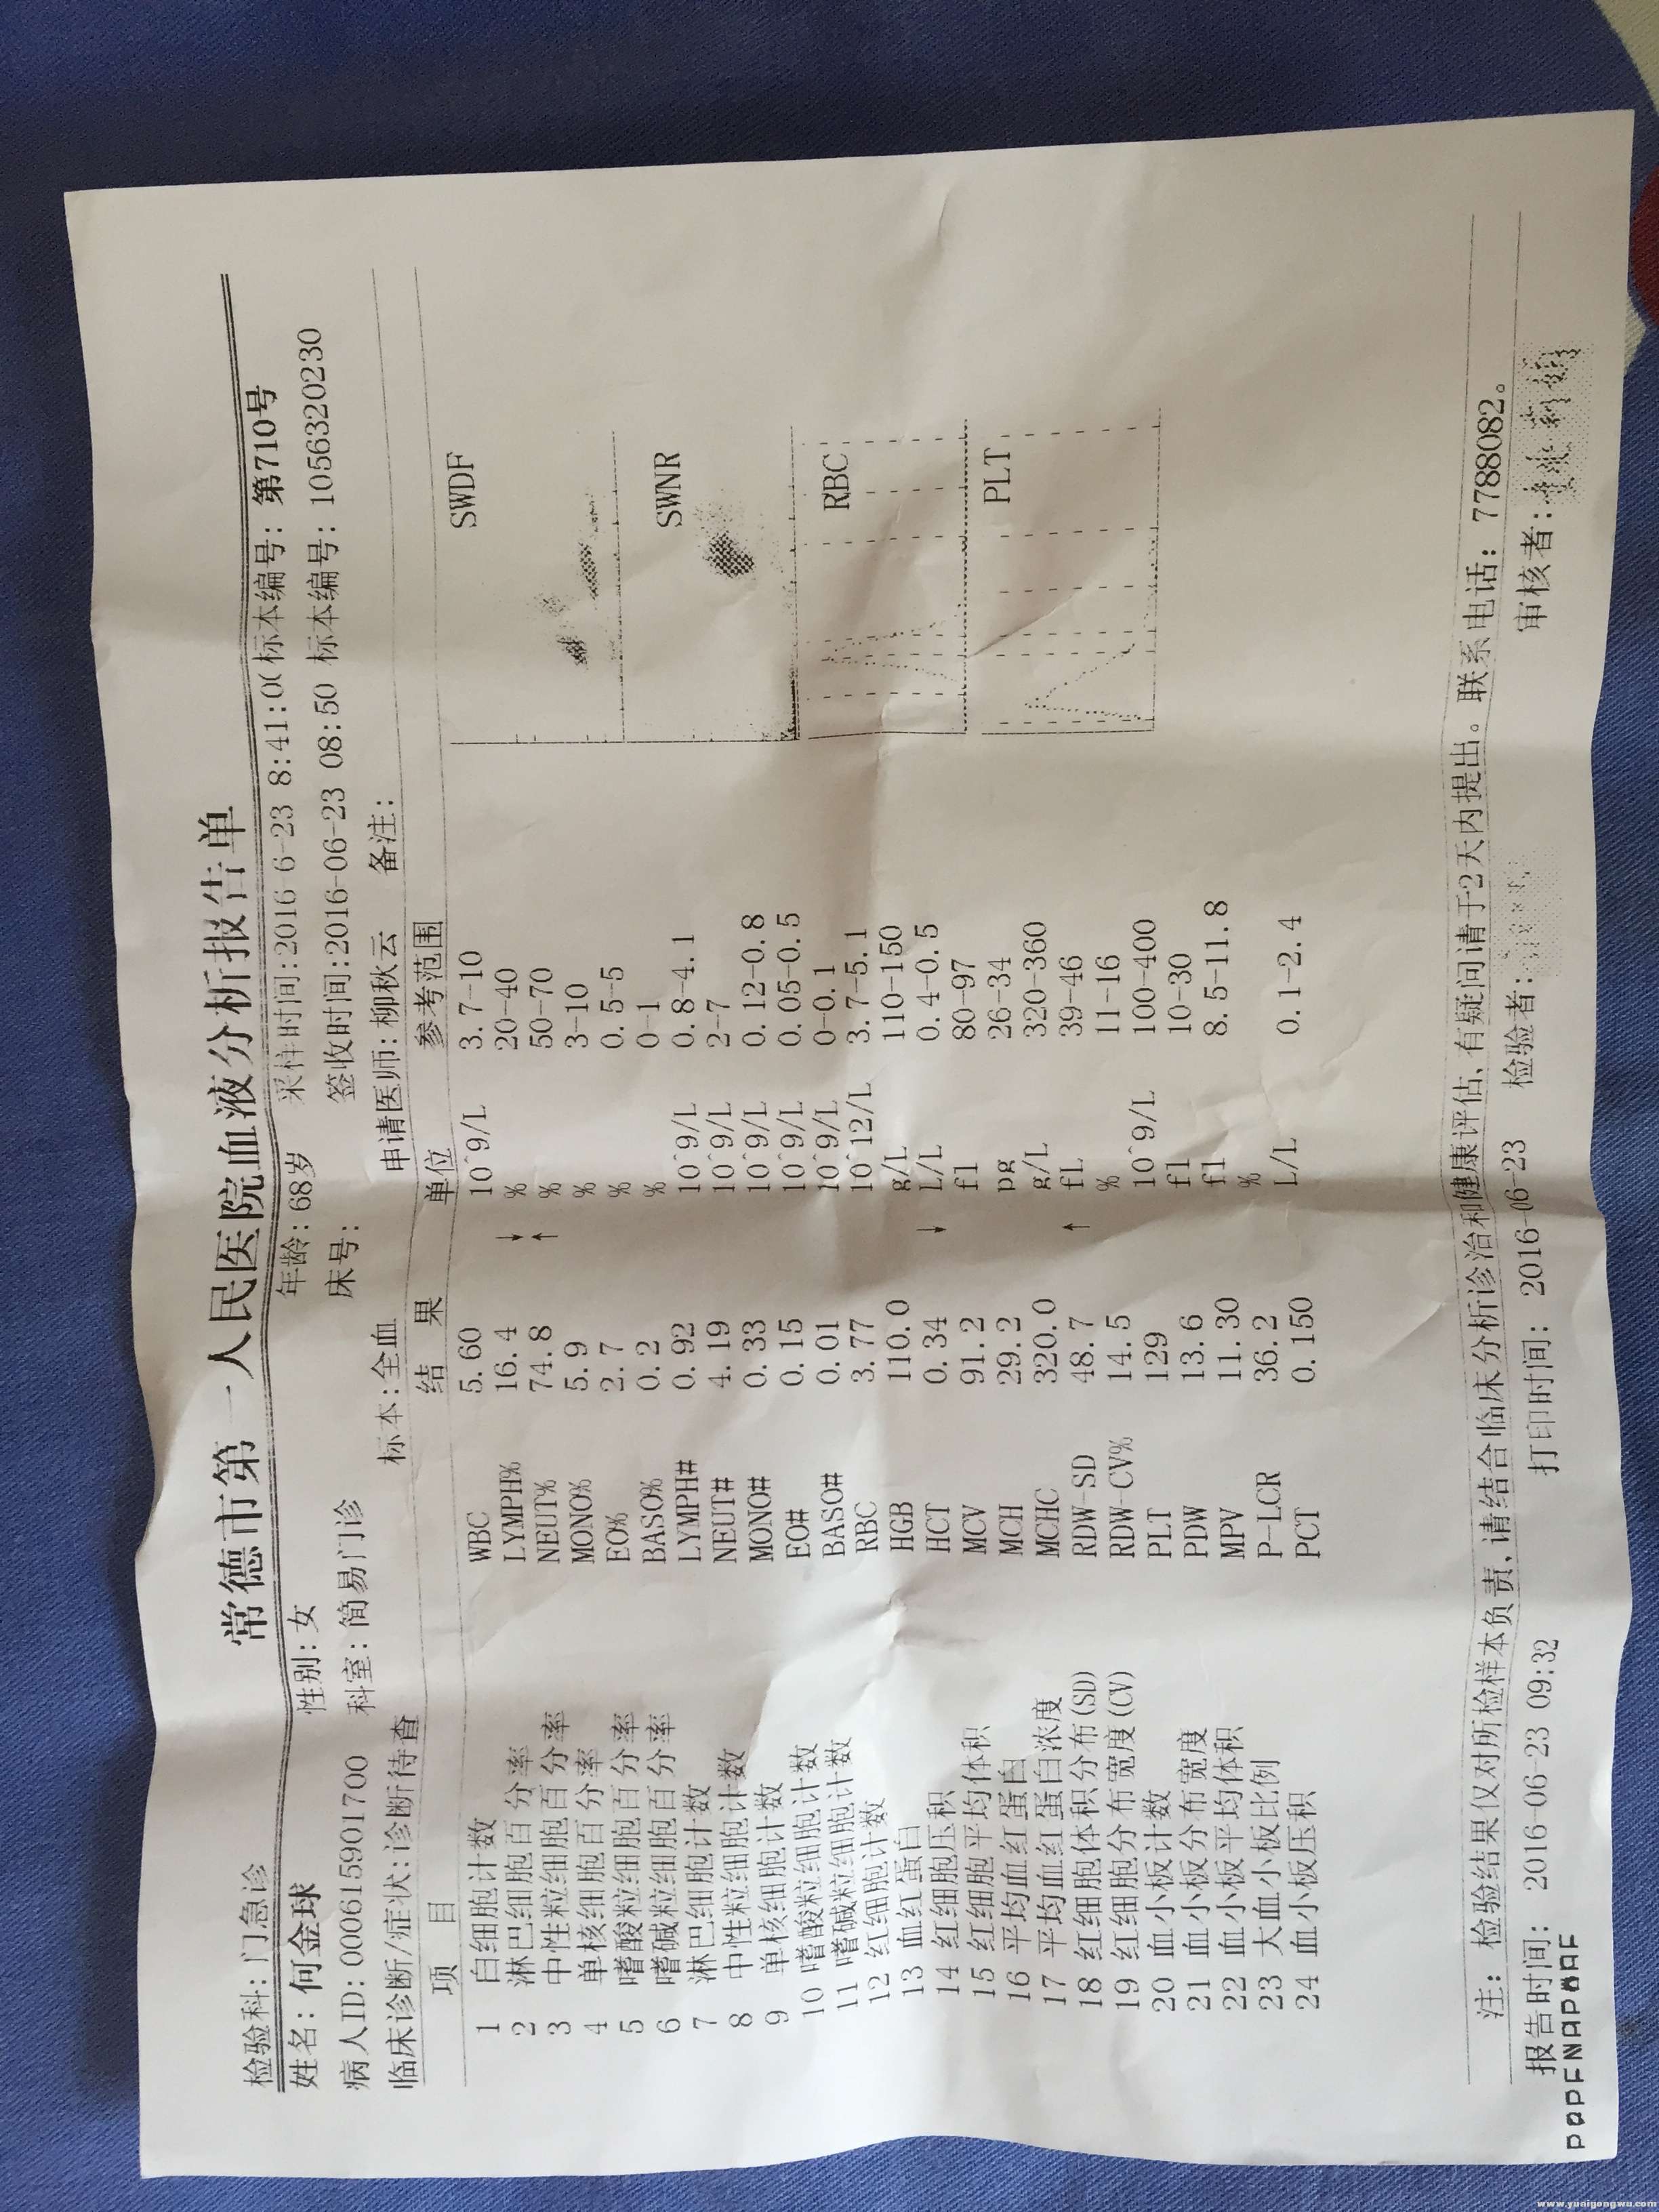 常德市第一人民医院血液分析报告单
检验科:门急诊 采样时间:2016-6-23 8:41:0 标本编号: 第710号
姓名: 何金球 性别:女 年龄:68岁 签收时间:2016-06-23 08:50 标本编号: 105632020230
病人ID:000615901700 科室:简易门诊 床号:
临床诊断/症状:诊断待查 标本:全血 申请医师:柳秋云 备注:
项 目 结 果 单位 参考范围
1 白细胞计数 WBC 5.60 10^9/L 3.7-10
2 淋巴细胞百分率 LYMPH% 16.4 ↓ % 20-40
3 中性粒细胞百分率 NEUT% 74.8 ↑ % 50-70
4 单核细胞百分率 MONO% 5.9 % 3-10
5 嗜酸粒细胞百分率 EO% 2.7 % 0.5-5
6 嗜碱粒细胞百分率 BASO% 0.2 % 0-1
7 淋巴细胞计数 LYMPH# 0.92 10^9/L 0.8-4.1
8 中性粒细胞计数 NEUT# 4.19 10^9/L 2-7
9 单核细胞计数 MONO# 0.33 10^9/L 0.12-0.8
10 嗜酸粒细胞计数 EO# 0.15 10^9/L 0.05-0.5
11 嗜碱粒细胞计数 BASO# 0.01 10^9/L 0-0.1
12 红细胞计数 RBC 3.77 10^12/L 3.7-5.1
13 血红蛋白 HGB 110.0 g/L 110-150
14 红细胞压积 HCT 0.34 ↓ L/L 0.4-0.5
15 红细胞平均体积 MCV 91.2 fl 80-97
16 平均血红蛋白 MCH 29.2 pg 26-34
17 平均血红蛋白浓度 MCHC 320.0 g/L 320-360
18 红细胞体积分布(SD) RDW-SD 48.7 ↑ fL 39-46
19 红细胞分布宽度(CV) RDW-CV% 14.5 % 11-16
20 血小板计数 PLT 129 10^9/L 100-400
21 血小板分布宽度 PDW 13.6 fl 10-30
22 血小板平均体积 MPV 11.30 fl 8.5-11.8
23 大血小板比例 P-LCR 36.2 %
24 血小板压积 PCT 0.150 L/L 0.1-2.4
SWDF
SWNR
RBC
PLT
注: 检验结果仅对所检样本负责,请结合临床分析诊治和健康评估,有疑问请于2天内提出。联系电话: 7788082。
报告时间: 2016-06-23 09:32 打印时间: 2016-06-23 检验者: 审核者:
www.yuaigongwu.com